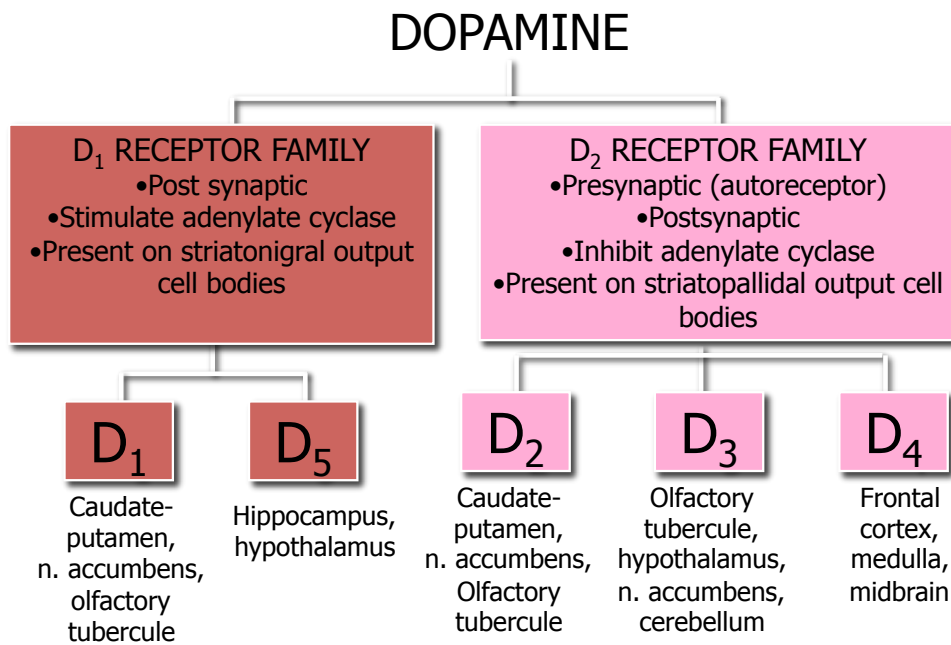 DOPAMINE
D₁ RECEPTOR FAMILY
•Post synaptic
•Stimulate adenylate cyclase
•Present on striatonigral output
cell bodies
D₂ RECEPTOR FAMILY
•Presynaptic (autoreceptor)
•Postsynaptic
•Inhibit adenylate cyclase
•Present on striatopallidal output cell
bodies
D₁
Caudate-
putamen,
n. accumbens,
olfactory
tubercule
D₅
Hippocampus,
hypothalamus
D₂
Caudate-
putamen,
n. accumbens,
Olfactory
tubercule
D₃
Olfactory
tubercule,
hypothalamus,
n. accumbens,
cerebellum
D₄
Frontal
cortex,
medulla,
midbrain